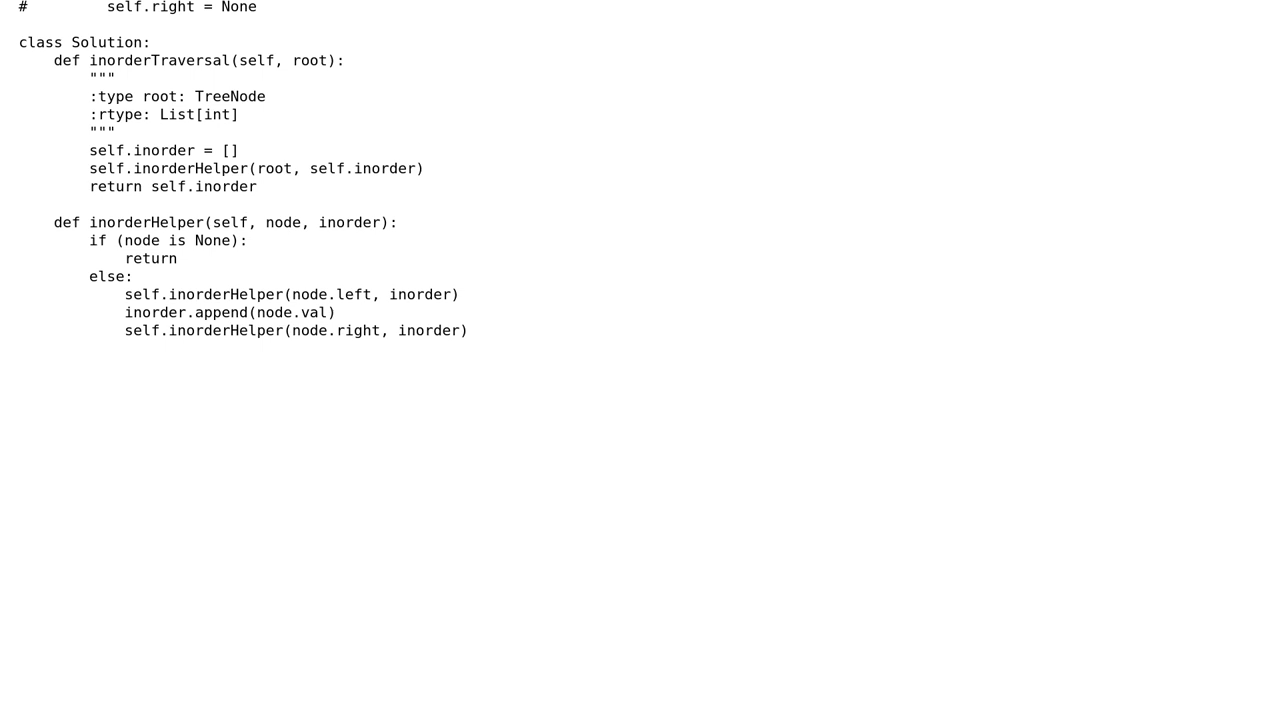 #         self.right = None

class Solution:
    def inorderTraversal(self, root):
        """
        :type root: TreeNode
        :rtype: List[int]
        """
        self.inorder = []
        self.inorderHelper(root, self.inorder)
        return self.inorder

    def inorderHelper(self, node, inorder):
        if (node is None):
            return
        else:
            self.inorderHelper(node.left, inorder)
            inorder.append(node.val)
            self.inorderHelper(node.right, inorder)